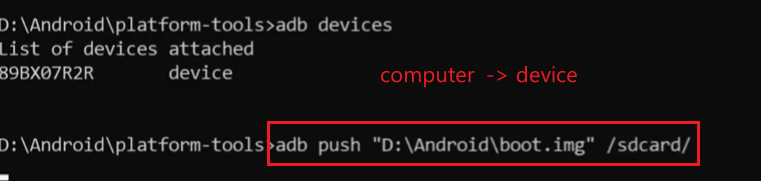 D:\Android\platform-tools>adb devices
List of devices attached
89BX07R2R device
computer -> device
D:\Android\platform-tools>adb push "D:\Android\boot.img" /sdcard/